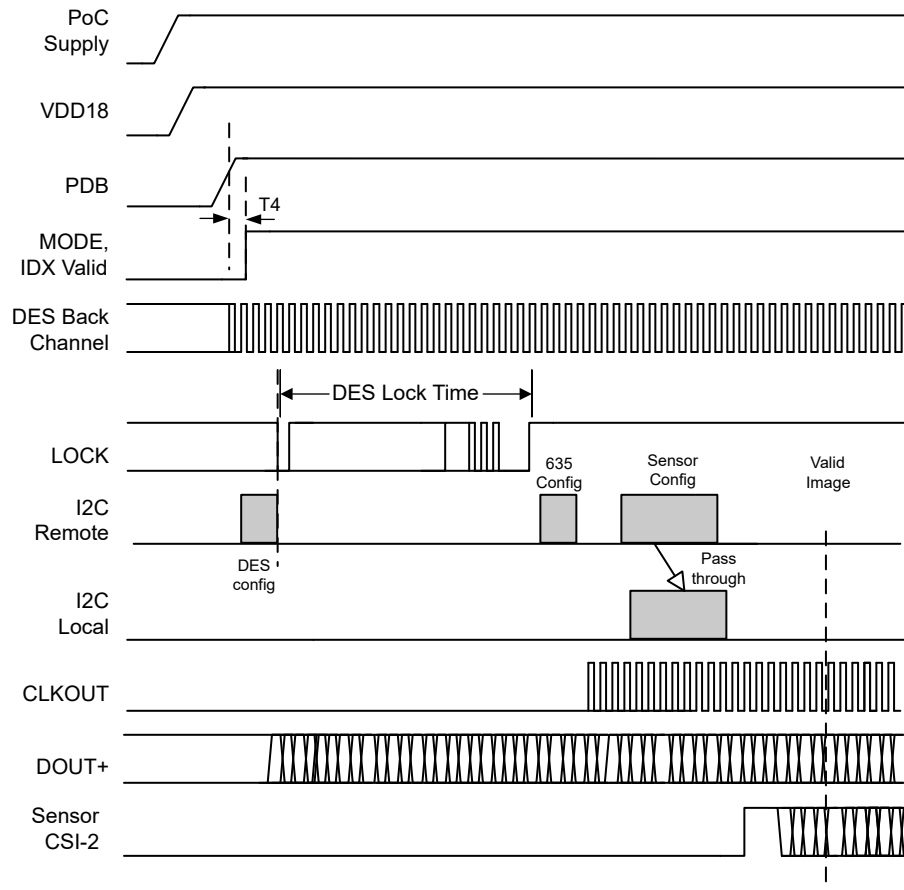 PoC
Supply
VDD18
PDB
T4
MODE,
IDX Valid
DES Back
Channel
DES Lock Time
LOCK
635
Config
Sensor
Config
Valid
Image
I2C
Remote
DES
config
Pass
through
I2C
Local
CLKOUT
DOUT+
Sensor
CSI-2